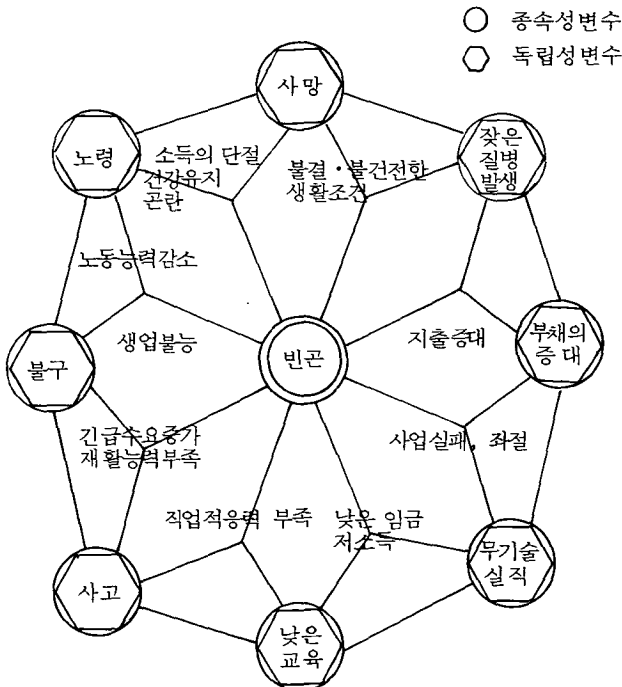 종속성변수
독립성변수
사망
노령
잦은
질병
발생
소득의 단절
건강유지
곤란
불결·불건전한
생활조건
노동능력감소
생업불능
빈곤
지출증대
부채의
증대
불구
긴급수요증가
재활능력부족
사업실패, 좌절
직업적응력 부족
낮은 임금
저소득
무기술
실직
사고
낮은
교육